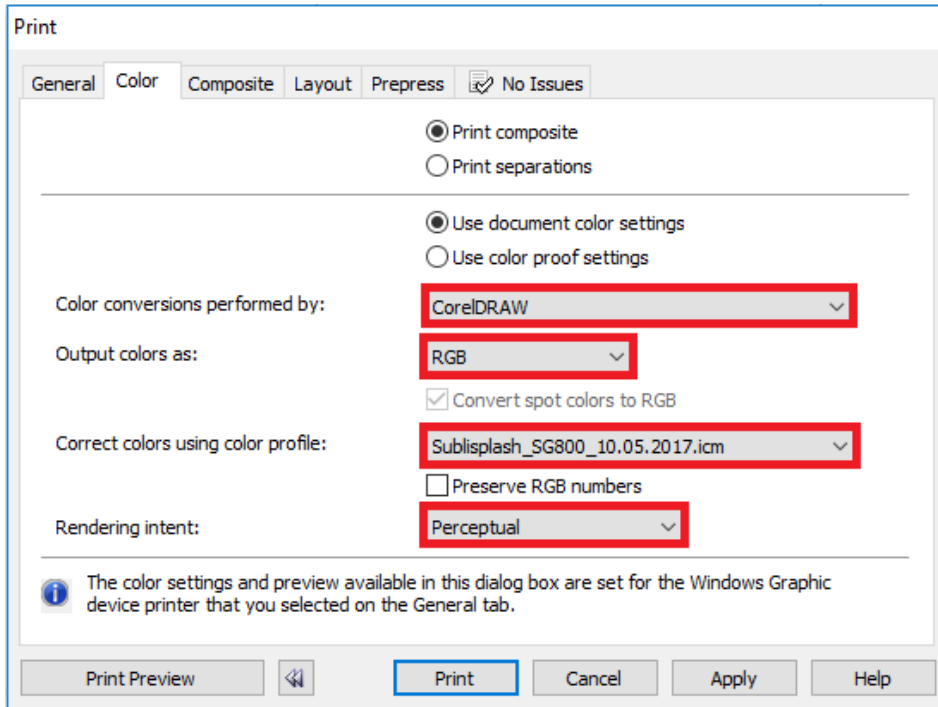 Print
General Color Composite Layout Prepress No Issues
Print composite
Print separations
Use document color settings
Use color proof settings
Color conversions performed by: CorelDRAW
Output colors as: RGB
Convert spot colors to RGB
Correct colors using color profile: Sublisplash_SG800_10.05.2017.icm
Preserve RGB numbers
Rendering intent: Perceptual
The color settings and preview available in this dialog box are set for the Windows Graphic
device printer that you selected on the General tab.
Print Preview Print Cancel Apply Help